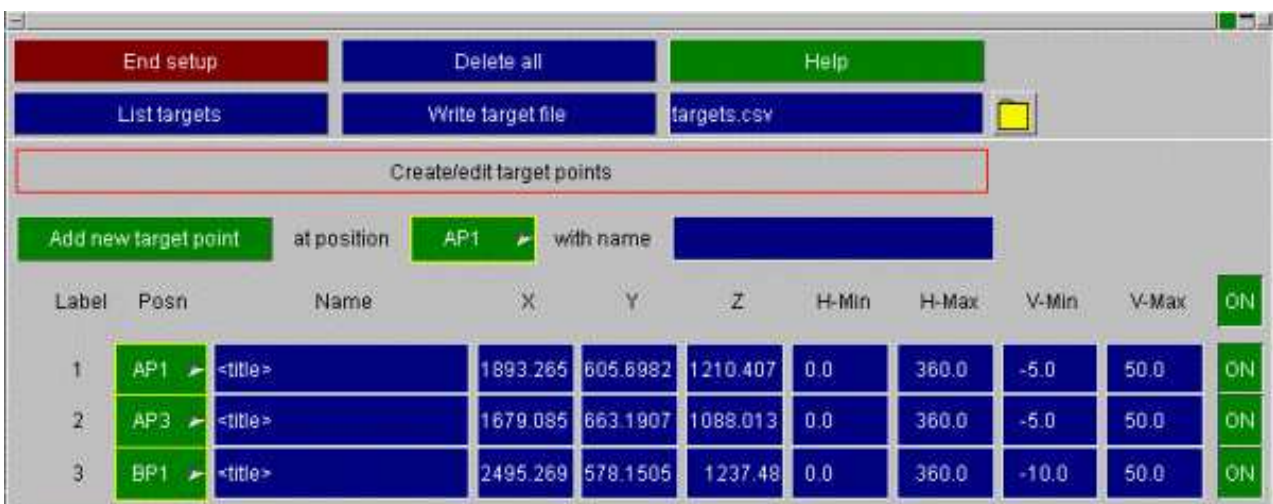 End setup Delete all Help
List targets Write target file targets.csv
Create/edit target points
Add new target point at position AP1 with name
Label Posn Name X Y Z H-Min H-Max V-Min V-Max ON
1 AP1 <title> 1893.265 605.6982 1210.407 0.0 360.0 -5.0 50.0 ON
2 AP3 <title> 1679.085 663.1907 1088.013 0.0 360.0 -5.0 50.0 ON
3 BP1 <title> 2495.269 578.1505 1237.48 0.0 360.0 -10.0 50.0 ON